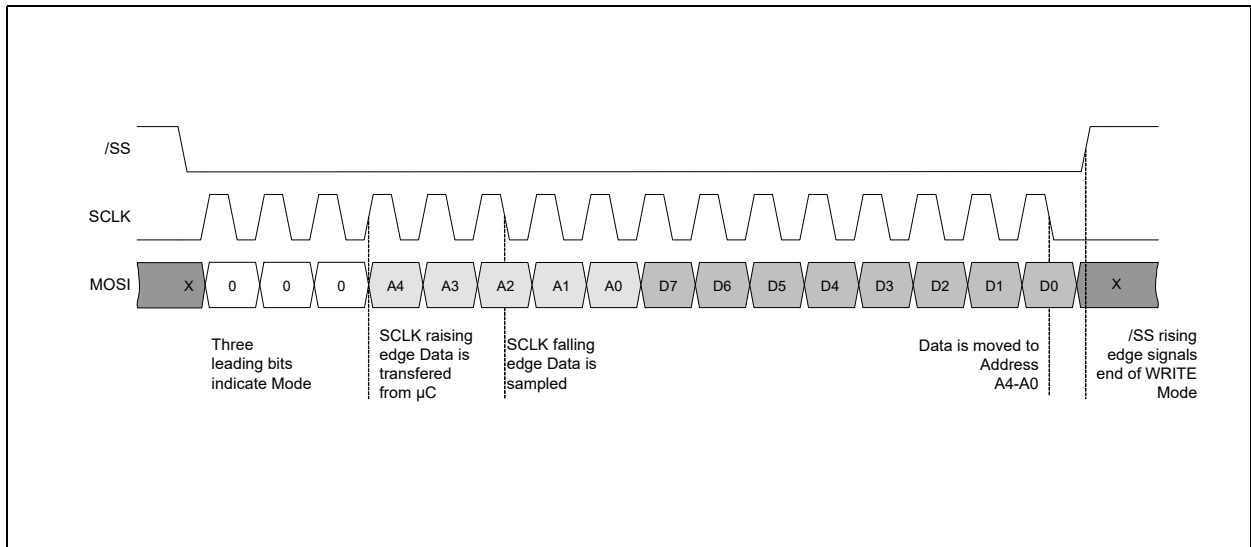 /SS
SCLK
MOSI X 0 0 0 A4 A3 A2 A1 A0 D7 D6 D5 D4 D3 D2 D1 D0 X
Three
leading bits
indicate Mode
SCLK raising
edge Data is
transfered
from µC
SCLK falling
edge Data is
sampled
Data is moved to
Address
A4-A0
/SS rising
edge signals
end of WRITE
Mode